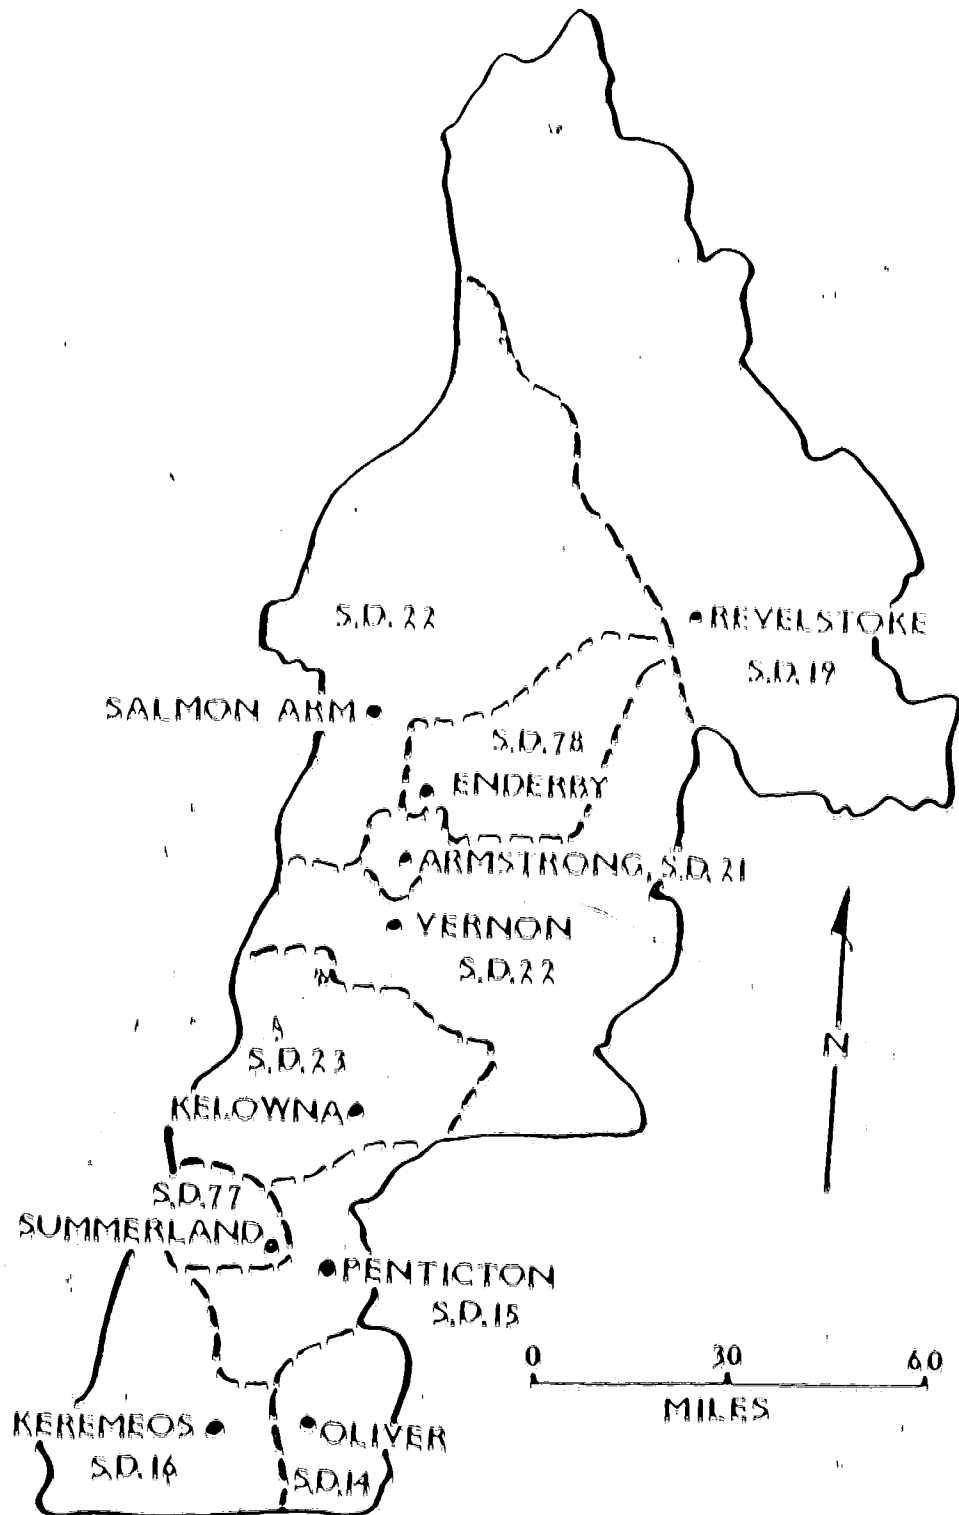 S.D. 22
REVELSTOKE
S.D. 19
SALMON ARM
S.D. 78
ENDERBY
ARMSTRONG, S.D. 21
VERNON
S.D. 22
N
S.D. 23
KELOWNA
S.D. 77
SUMMERLAND
PENTICTON
S.D. 15
0 30 60
MILES
KEREMEOS
S.D. 16
OLIVER
S.D. 14